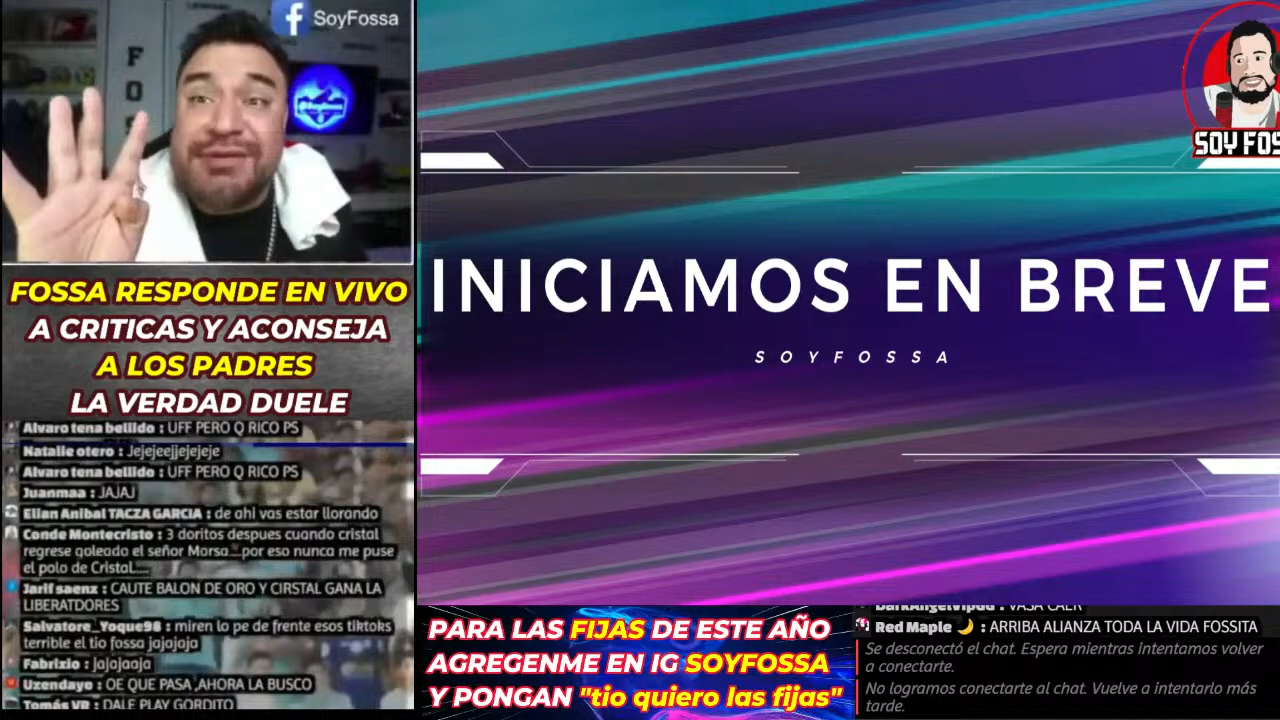 SoyFossa
F
O
S
FOSSA RESPONDE EN VIVO
A CRITICAS Y ACONSEJA
A LOS PADRES
LA VERDAD DUELE
Alvaro tena bellido : UFF PERO Q RICO PS
Natalie otero : Jejejeejjejejeje
Alvaro tena bellido : UFF PERO Q RICO PS
Juanmaa : JAJAJ
Elian Anibal TACZA GARCIA : de ahi vas estar llorando
Conde Montecristo : 3 doritos despues cuando cristal
regrese goleado el señor Morsa....por eso nunca me puse
el polo de Cristal.....
Jarif saenz : CAUTE BALON DE ORO Y CIRSTAL GANA LA
LIBERATDORES
Salvatore_Yoque98 : miren lo pe de frente esos tiktoks
terrible el tio fossa jajajaja
Fabrizio : jajajaaja
Uzendayo : OE QUE PASA ,AHORA LA BUSCO
Tomás VR : DALE PLAY GORDITO
SOY FOS
INICIAMOS EN BREVE
SOYFOSSA
PARA LAS FIJAS DE ESTE AÑO
AGREGENME EN IG SOYFOSSA
Y PONGAN "tio quiero las fijas"
VASA CAER
Red Maple 🌙 : ARRIBA ALIANZA TODA LA VIDA FOSSITA
Se desconectó el chat. Espera mientras intentamos volver
a conectarte.
No logramos conectarte al chat. Vuelve a intentarlo más
tarde.